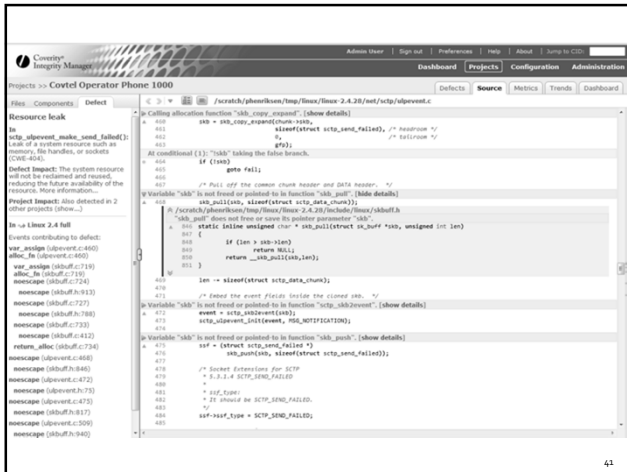 Admin User | Sign out | Preferences | Help | About | Jump to CID:
Coverity®
Integrity Manager
Dashboard Projects Configuration Administration
Projects >> Covtel Operator Phone 1000
Defects Source Metrics Trends Dashboard
Files Components Defect
/scratch/phenriksen/tmp/linux/linux-2.4.28/net/sctp/ulpevent.c
Resource leak
In
sctp_ulpevent_make_send_failed():
Leak of a system resource such as
memory, file handles, or sockets
(CWE-404).
Defect Impact: The system resource
will not be reclaimed and reused,
reducing the future availability of the
resource. More information...
Project Impact: Also detected in 2
other projects (show...)
In Linux 2.4 full
Events contributing to defect:
var_assign (ulpevent.c:460)
alloc_fn (ulpevent.c:460)
var_assign (skbuff.c:719)
alloc_fn (skbuff.c:719)
noescape (skbuff.c:724)
noescape (skbuff.h:913)
noescape (skbuff.c:727)
noescape (skbuff.h:788)
noescape (skbuff.c:733)
noescape (skbuff.c:412)
return_alloc (skbuff.c:734)
noescape (ulpevent.c:468)
noescape (skbuff.h:846)
noescape (ulpevent.c:472)
noescape (ulpevent.h:75)
noescape (ulpevent.c:475)
noescape (skbuff.h:817)
noescape (ulpevent.c:509)
noescape (skbuff.h:940)
Calling allocation function "skb_copy_expand" [show details]
460 skb = skb_copy_expand(chunk->skb,
461 sizeof(struct sctp_send_failed), /* headroom */
462 0, /* tailroom */
463 gfp);
At conditional (1): "!skb" taking the false branch.
464 if (!skb)
465 goto fail;
466
467 /* Pull off the common chunk header and DATA header. */
Variable "skb" is not freed or pointed-to in function "skb_pull" [hide details]
468 skb_pull(skb, sizeof(struct sctp_data_chunk));
/scratch/phenriksen/tmp/linux/linux-2.4.28/include/linux/skbuff.h
"skb_pull" does not free or save its pointer parameter "skb".
846 static inline unsigned char * skb_pull(struct sk_buff *skb, unsigned int len)
847 {
848 if (len > skb->len)
849 return NULL;
850 return __skb_pull(skb,len);
851 }
469 len -= sizeof(struct sctp_data_chunk);
470
471 /* Embed the event fields inside the cloned skb. */
Variable "skb" is not freed or pointed-to in function "sctp_skb2event" [show details]
472 event = sctp_skb2event(skb);
473 sctp_ulpevent_init(event, MSG_NOTIFICATION);
474
Variable "skb" is not freed or pointed-to in function "skb_push" [show details]
475 ssf = (struct sctp_send_failed *)
476 skb_push(skb, sizeof(struct sctp_send_failed));
477
478 /* Socket Extensions for SCTP
479 * 5.3.1.4 SCTP_SEND_FAILED
480 *
481 * ssf_type:
482 * It should be SCTP_SEND_FAILED.
483 */
484 ssf->ssf_type = SCTP_SEND_FAILED;
485
41